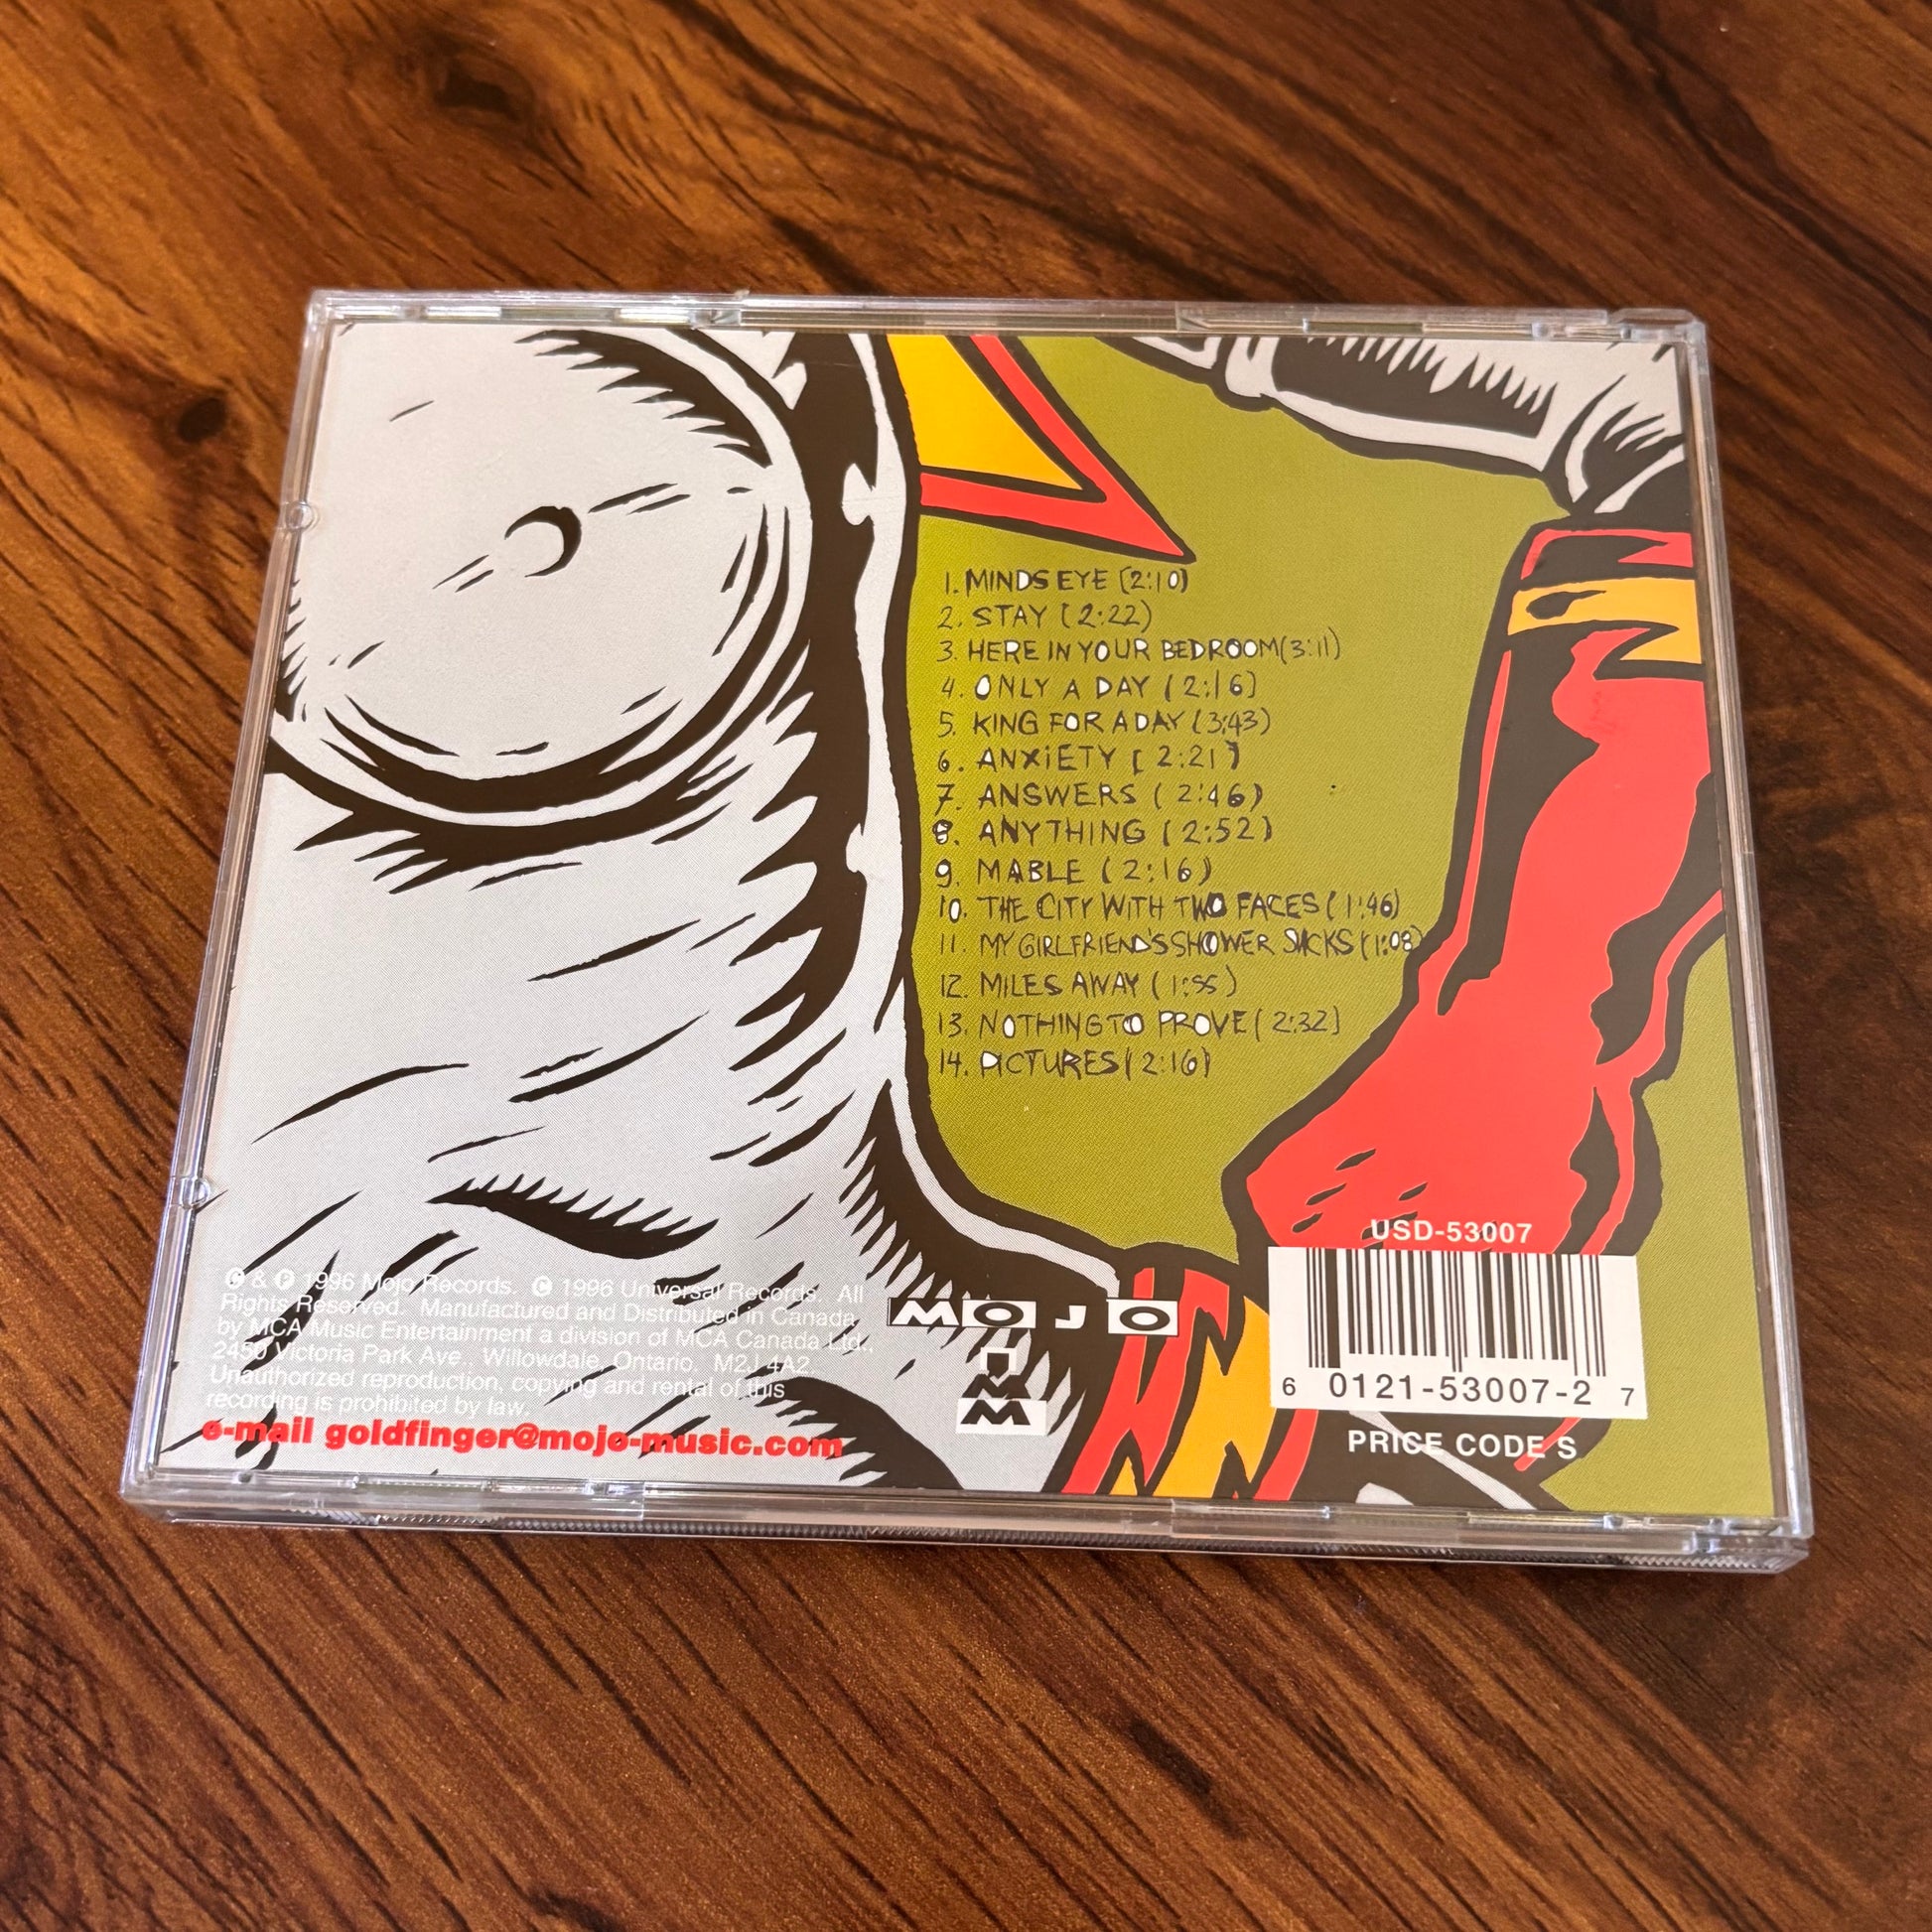 1. MINDS EYE (2:10)
2. STAY (2:22)
3. HERE IN YOUR BEDROOM (3:11)
4. ONLY A DAY (2:16)
5. KING FOR A DAY (3:43)
6. ANXiETY [2:21]
7. ANSWERS (2:46)
8. ANYTHING (2:52)
9. MABLE (2:16)
10. THE CITY WITH TWO FACES (1:46)
11. MY GIRLFRIEND'S SHOWER SUCKS (1:08)
12. MILES AWAY (1:55)
13. NOTHING TO PROVE [2:32]
14. PICTURES (2:16)
© & ℗ 1996 Mojo Records. © 1996 Universal Records. All
Rights Reserved. Manufactured and Distributed in Canada
by MCA Music Entertainment a division of MCA Canada Ltd.,
2450 Victoria Park Ave., Willowdale, Ontario. M2J 4A2.
Unauthorized reproduction, copying and rental of this
recording is prohibited by law.
e-mail goldfinger@mojo-music.com
MOJO
USD-53007
6 0121-53007-2 7
PRICE CODE S